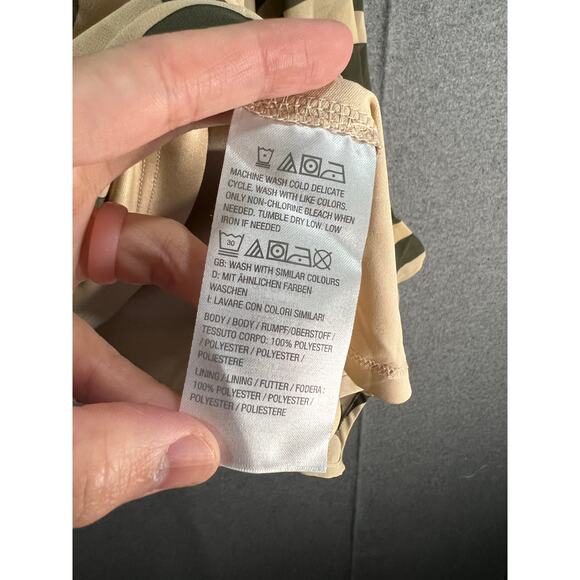 MACHINE WASH COLD DELICATE
CYCLE. WASH WITH LIKE COLORS.
ONLY NON-CHLORINE BLEACH WHEN
NEEDED. TUMBLE DRY LOW. LOW
IRON IF NEEDED
30
GB: WASH WITH SIMILAR COLOURS
D: MIT ÄHNLICHEN FARBEN
WASCHEN
I: LAVARE CON COLORI SIMILARI
BODY / BODY / RUMPF/OBERSTOFF /
TESSUTO CORPO: 100% POLYESTER
/ POLYESTER / POLYESTER /
POLIESTERE
LINING / LINING / FUTTER / FODERA:
100% POLYESTER / POLYESTER /
POLYESTER / POLIESTERE